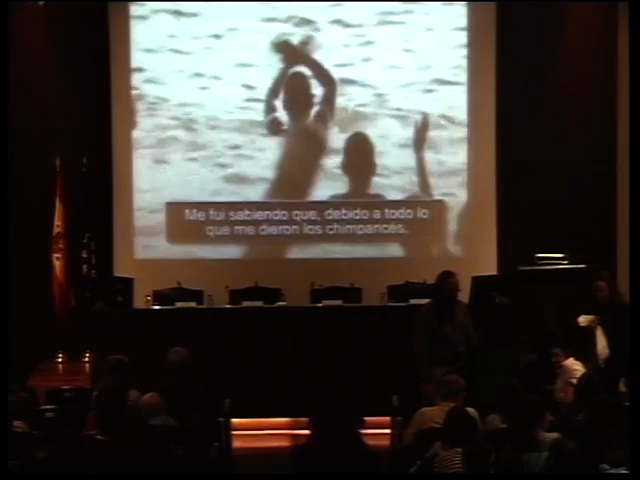 Me fui sabiendo que, debido a todo lo
que me dieron los chimpancés.